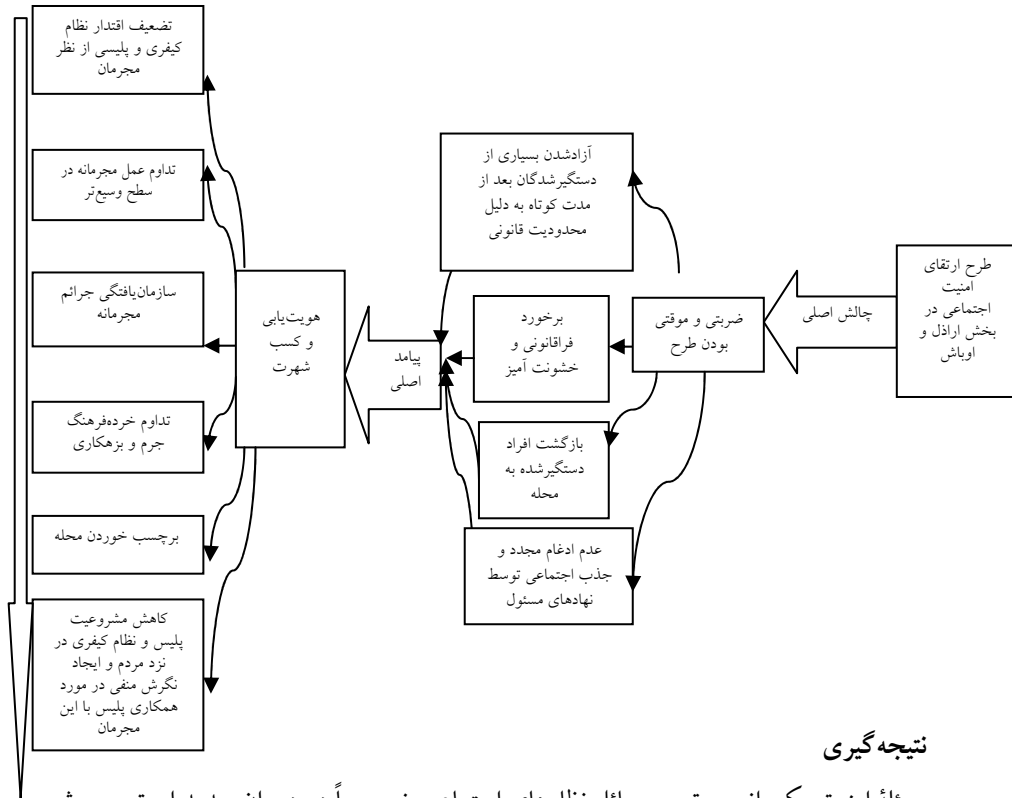 طرح ارتقای
امنیت
اجتماعی در
بخش اراذل و
اوباش
چالش اصلی
ضربتی و موقتی
بودن طرح
آزادشدن بسیاری از
دستگیرشدگان بعد از
مدت کوتاه به دلیل
محدودیت قانونی
برخورد
فراقانونی و
خشونت آمیز
بازگشت افراد
دستگیرشده به
محله
عدم ادغام مجدد و
جذب اجتماعی توسط
نهادهای مسئول
پیامد
اصلی
هویت‌یابی
و کسب
شهرت
تضعیف اقتدار نظام
کیفری و پلیسی از نظر
مجرمان
تداوم عمل مجرمانه در
سطح وسیع‌تر
سازمان‌یافتگی جرائم
مجرمانه
تداوم خرده‌فرهنگ
جرم و بزهکاری
برچسب خوردن محله
کاهش مشروعیت
پلیس و نظام کیفری در
نزد مردم و ایجاد
نگرش منفی در مورد
همکاری پلیس با این
مجرمان
نتیجه‌گیری